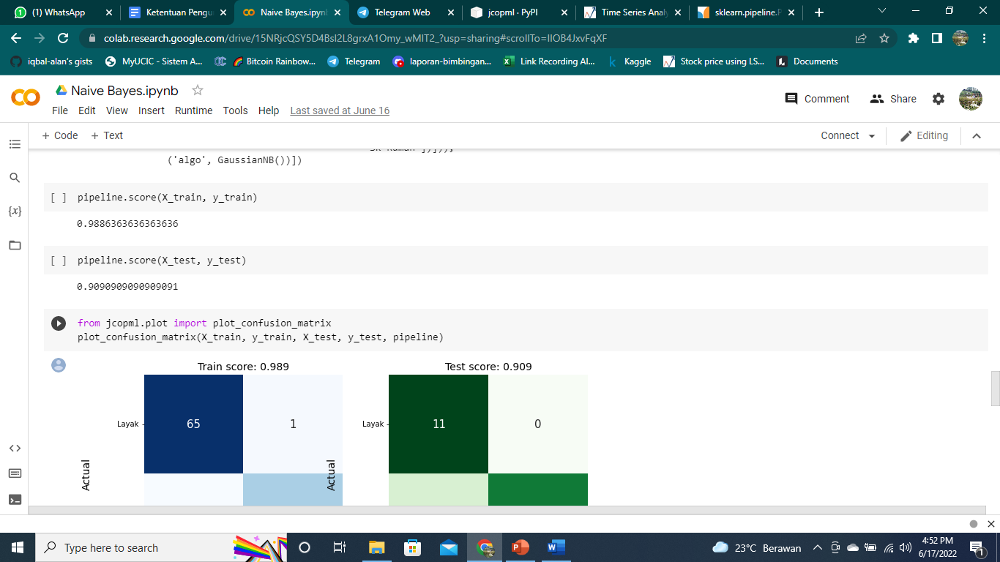 (1) WhatsApp
Ketentuan Pengu
Naive Bayes.ipynl
Telegram Web
jcopml · PyPI
Time Series Anal
sklearn.pipeline.P
colab.research.google.com/drive/15NRjcQSY5D4Bsl2L8grxA1Omy_wMIT2_?usp=sharing#scrollTo=IIOB4JxvFqXF
iqbal-alan's gists
MyUCIC - Sistem A...
Bitcoin Rainbow...
Telegram
laporan-bimbingan...
Link Recording Al...
Kaggle
Stock price using LS...
Documents
Naive Bayes.ipynb
Comment
Share
File Edit View Insert Runtime Tools Help Last saved at June 16
+ Code + Text
Connect
Editing
('algo', GaussianNB())])
[ ] pipeline.score(X_train, y_train)
0.9886363636363636
[ ] pipeline.score(X_test, y_test)
0.9090909090909091
from jcopml.plot import plot_confusion_matrix
plot_confusion_matrix(X_train, y_train, X_test, y_test, pipeline)
Train score: 0.989
Test score: 0.909
Layak
65
1
Layak
11
0
Actual
Actual
Type here to search
23°C Berawan
4:52 PM
6/17/2022
1